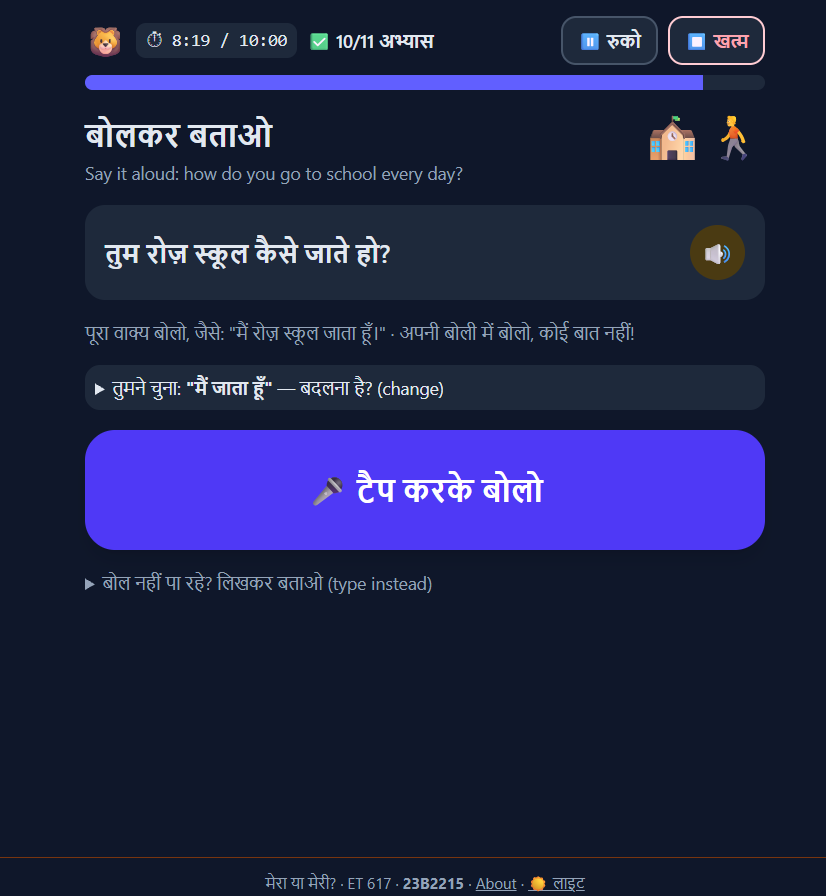 8:19 / 10:00 10/11 अभ्यास रुको खत्म
बोलकर बताओ
Say it aloud: how do you go to school every day?
तुम रोज़ स्कूल कैसे जाते हो?
पूरा वाक्य बोलो, जैसे: "मैं रोज़ स्कूल जाता हूँ।" · अपनी बोली में बोलो, कोई बात नहीं!
तुमने चुना: "मैं जाता हूँ" — बदलना है? (change)
टैप करके बोलो
बोल नहीं पा रहे? लिखकर बताओ (type instead)
मेरा या मेरी? · ET 617 · 23B2215 · About · लाइट